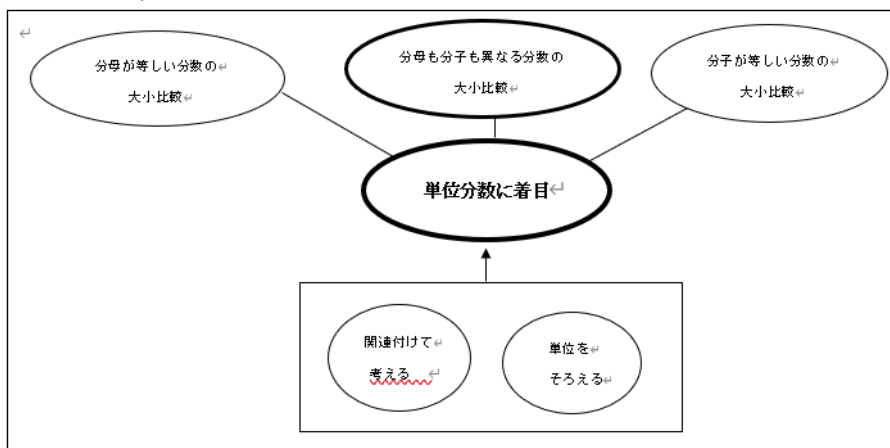 分母が等しい分数の
大小比較
分母も分子も異なる分数の
大小比較
分子が等しい分数の
大小比較
単位分数に着目
関連付けて
考える
単位を
そろえる